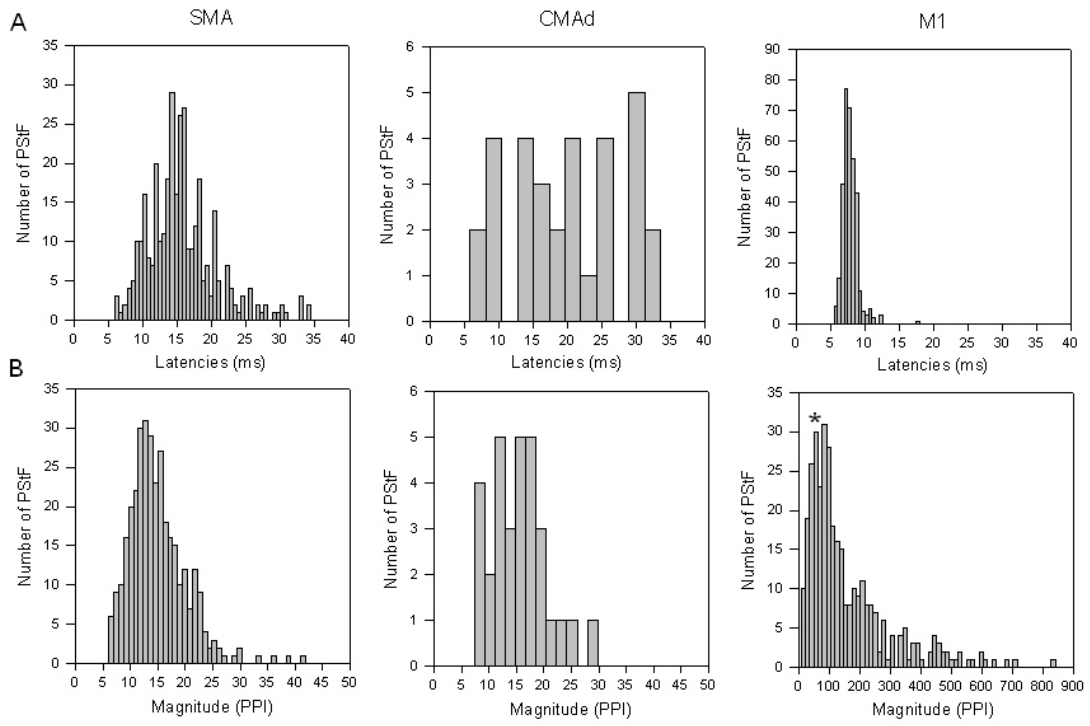 A
SMA
CMAd
M1
Number of PStF
35
30
25
20
15
10
5
0
0 5 10 15 20 25 30 35 40
Latencies (ms)
Number of PStF
6
5
4
3
2
1
0
0 5 10 15 20 25 30 35 40
Latencies (ms)
Number of PStF
90
80
70
60
50
40
30
20
10
0
0 5 10 15 20 25 30 35 40
Latencies (ms)
B
Number of PStF
35
30
25
20
15
10
5
0
0 5 10 15 20 25 30 35 40 45 50
Magnitude (PPI)
Number of PStF
6
5
4
3
2
1
0
0 5 10 15 20 25 30 35 40 45 50
Magnitude (PPI)
Number of PStF
35
30
25
20
15
10
5
0
*
0 100 200 300 400 500 600 700 800 900
Magnitude (PPI)